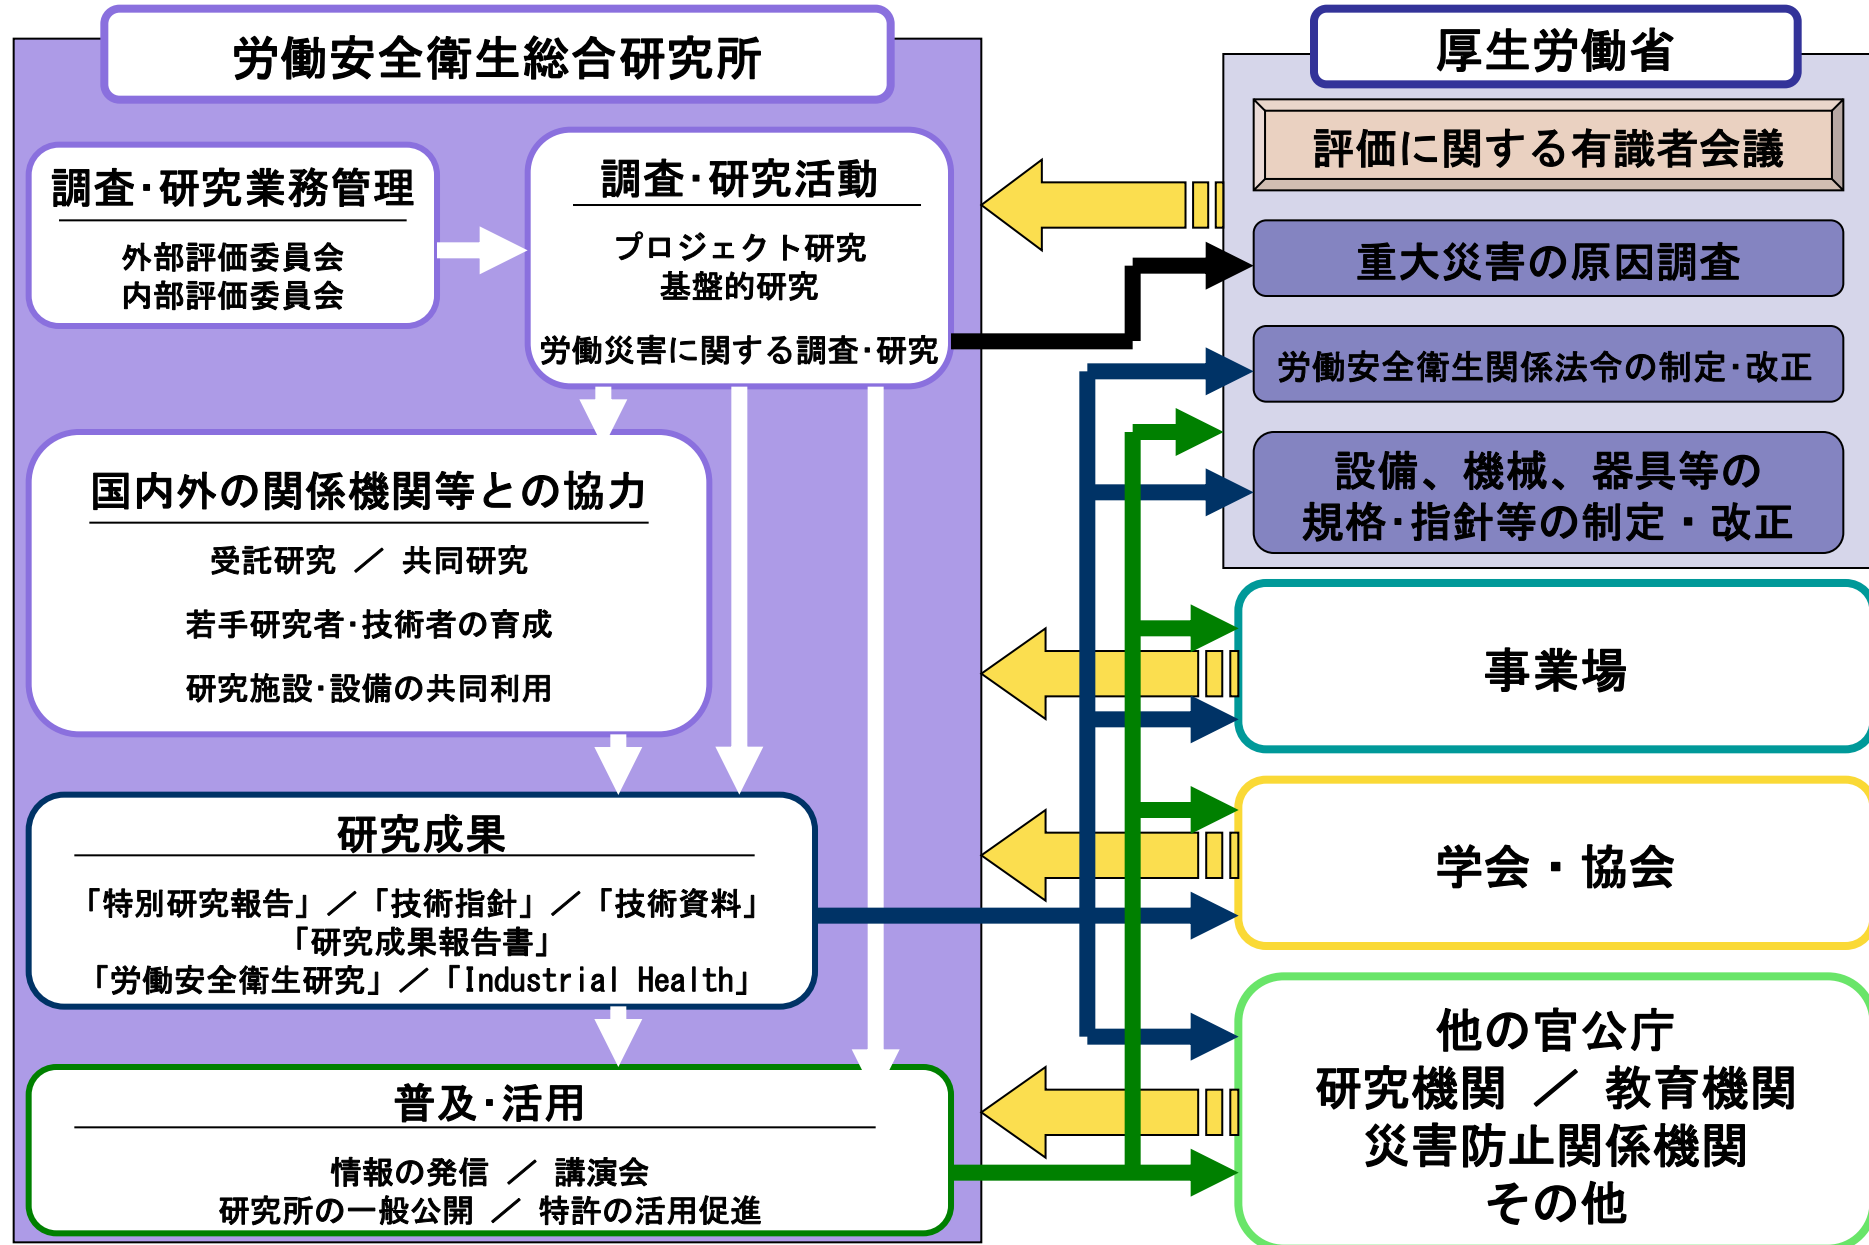 労働安全衛生総合研究所
調査･研究業務管理
外部評価委員会
内部評価委員会
調査･研究活動
プロジェクト研究
基盤的研究
労働災害に関する調査･研究
国内外の関係機関等との協力
受託研究 ／ 共同研究
若手研究者･技術者の育成
研究施設･設備の共同利用
研究成果
「特別研究報告」／「技術指針」／「技術資料」
「研究成果報告書」
「労働安全衛生研究」／「Industrial Health」
普及･活用
情報の発信 ／ 講演会
研究所の一般公開 ／ 特許の活用促進
厚生労働省
評価に関する有識者会議
重大災害の原因調査
労働安全衛生関係法令の制定･改正
設備、機械、器具等の
規格･指針等の制定・改正
事業場
学会・協会
他の官公庁
研究機関 ／ 教育機関
災害防止関係機関
その他